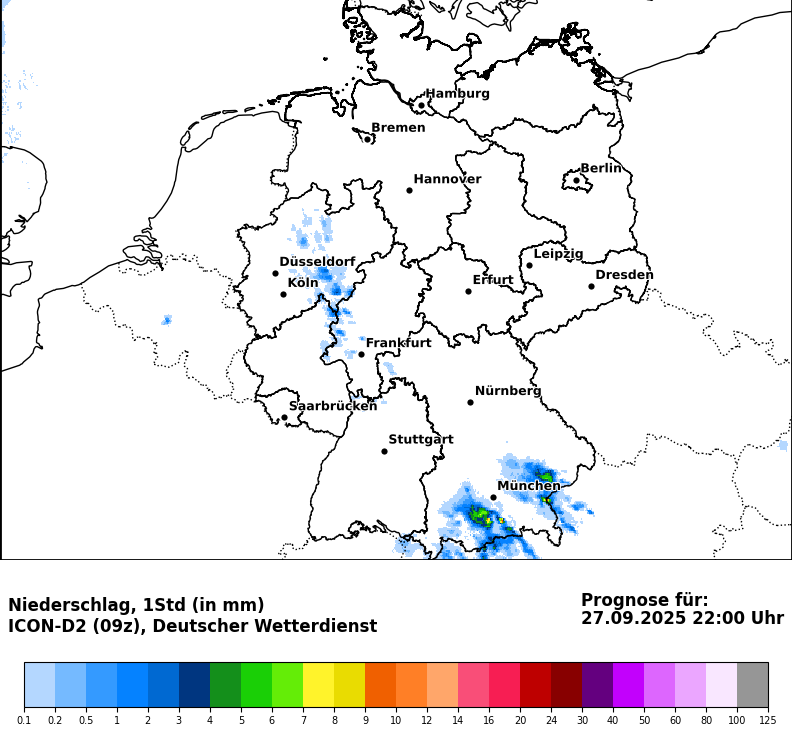 Hamburg
Bremen
Berlin
Hannover
Leipzig
Düsseldorf
Dresden
Erfurt
Köln
Frankfurt
Nürnberg
Saarbrücken
Stuttgart
München
Niederschlag, 1Std (in mm)
ICON-D2 (09z), Deutscher Wetterdienst
Prognose für:
27.09.2025 22:00 Uhr
0.1 0.2 0.5 1 2 3 4 5 6 7 8 9 10 12 14 16 20 24 30 40 50 60 80 100 125